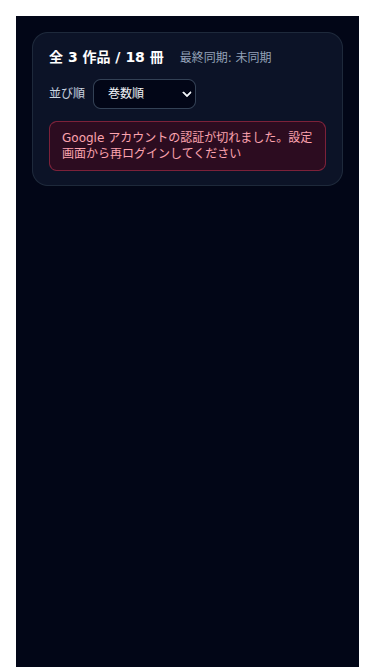 全 3 作品 / 18 冊 最終同期: 未同期
並び順 巻数順
Google アカウントの認証が切れました。設定
画面から再ログインしてください